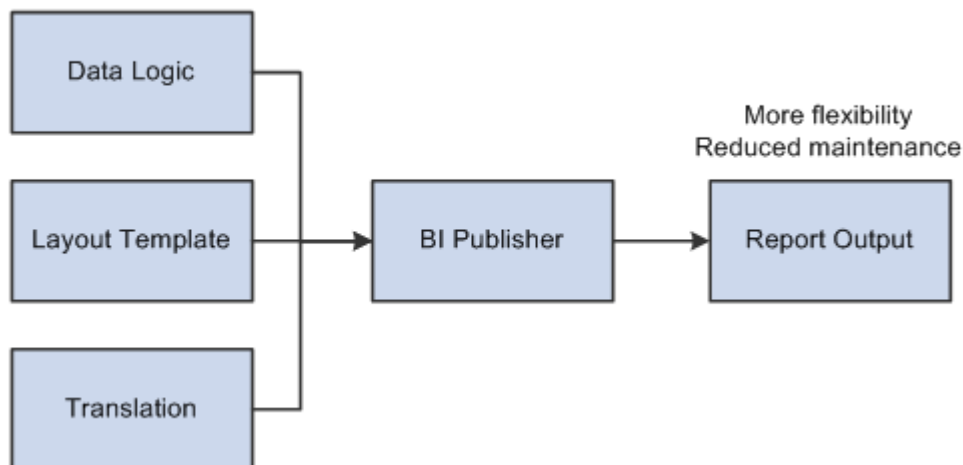 Data Logic
More flexibility
Reduced maintenance
Layout Template
BI Publisher
Report Output
Translation